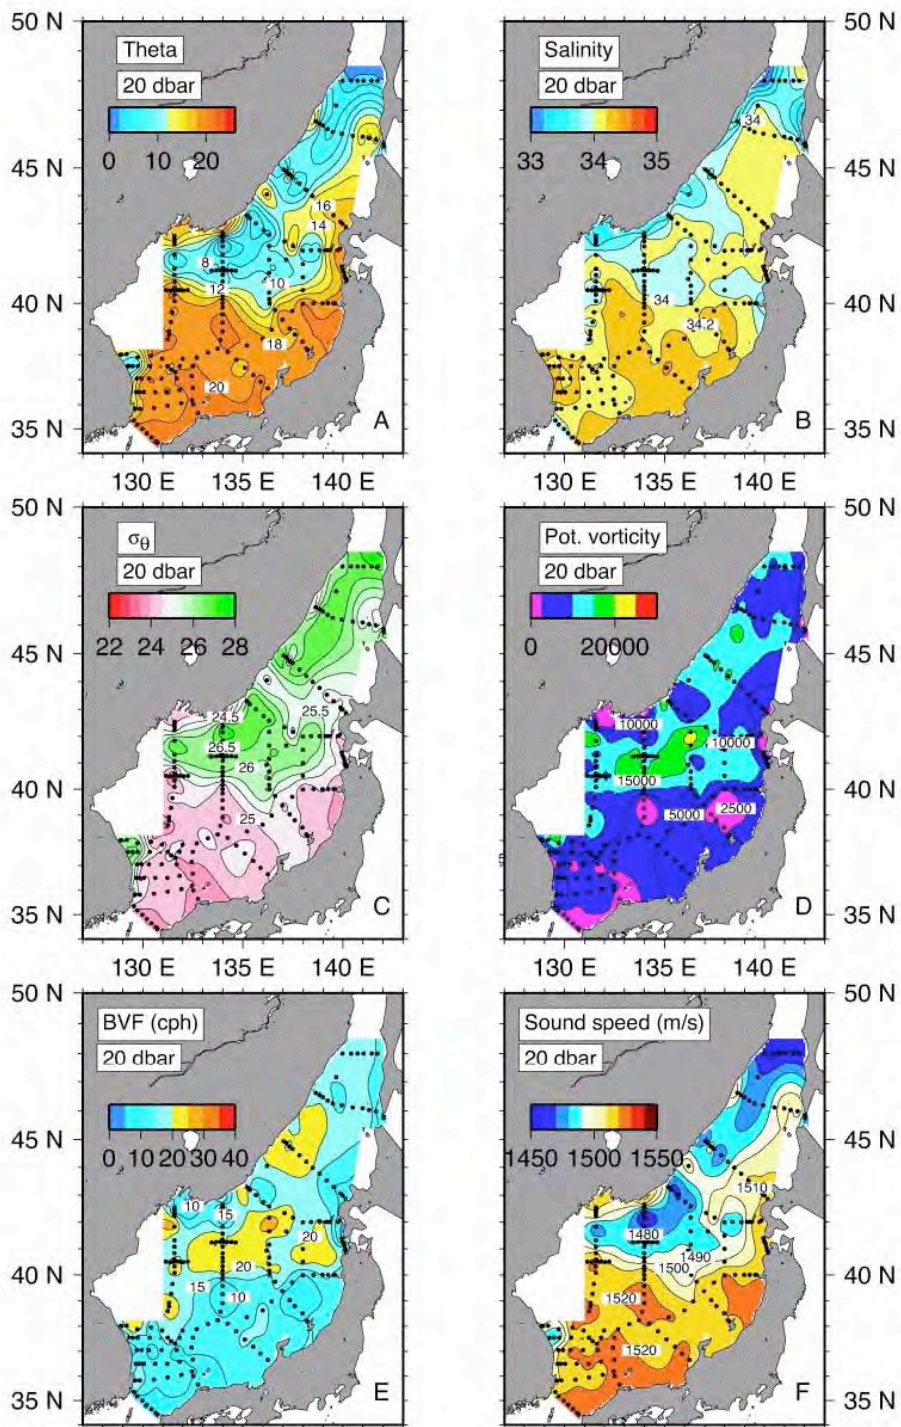 50 N
Theta
20 dbar
0 10 20
45 N
16
14
8
10
12
40 N
18
20
35 N
A
130 E 135 E 140 E
Salinity
20 dbar
33 34 35
34
34
34.2
B
50 N
45 N
40 N
35 N
130 E 135 E 140 E
50 N
σθ
20 dbar
22 24 26 28
45 N
25.5
24.5
26.5
26
40 N
25
35 N
C
130 E 135 E 140 E
Pot. vorticity
20 dbar
0 20000
10000
10000
15000
5000
2500
D
50 N
45 N
40 N
35 N
130 E 135 E 140 E
50 N
BVF (cph)
20 dbar
0 10 20 30 40
45 N
10
15
20
20
40 N
15
10
35 N
E
Sound speed (m/s)
20 dbar
1450 1500 1550
1510
1480
1490
1500
1520
1520
F
50 N
45 N
40 N
35 N